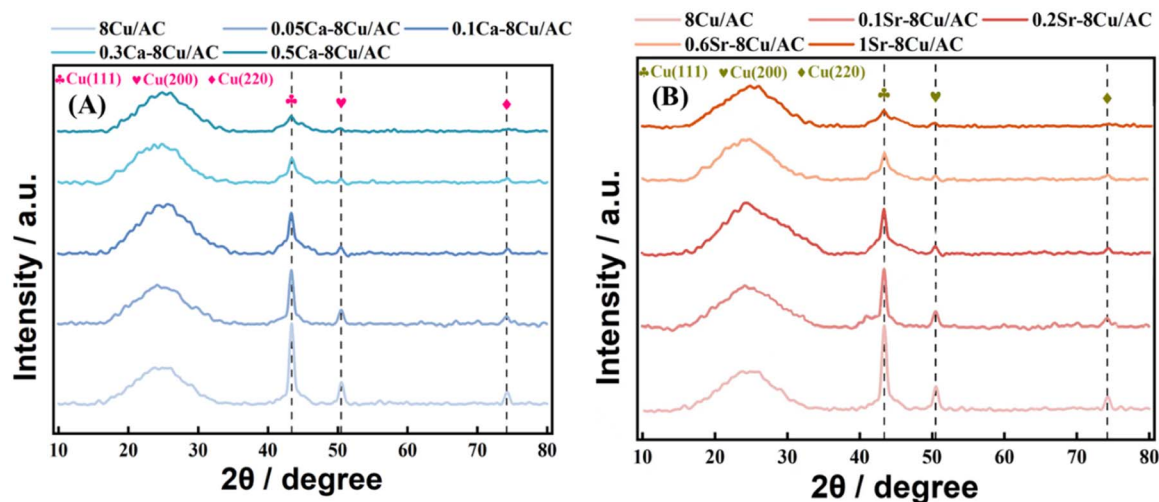 8Cu/AC 0.05Ca-8Cu/AC 0.1Ca-8Cu/AC
0.3Ca-8Cu/AC 0.5Ca-8Cu/AC
♣Cu(111) ♥Cu(200) ♦Cu(220)
(A)
Intensity / a.u.
10 20 30 40 50 60 70 80
2θ / degree
8Cu/AC 0.1Sr-8Cu/AC 0.2Sr-8Cu/AC
0.6Sr-8Cu/AC 1Sr-8Cu/AC
♣Cu(111) ♥Cu(200) ♦Cu(220)
(B)
Intensity / a.u.
10 20 30 40 50 60 70 80
2θ / degree